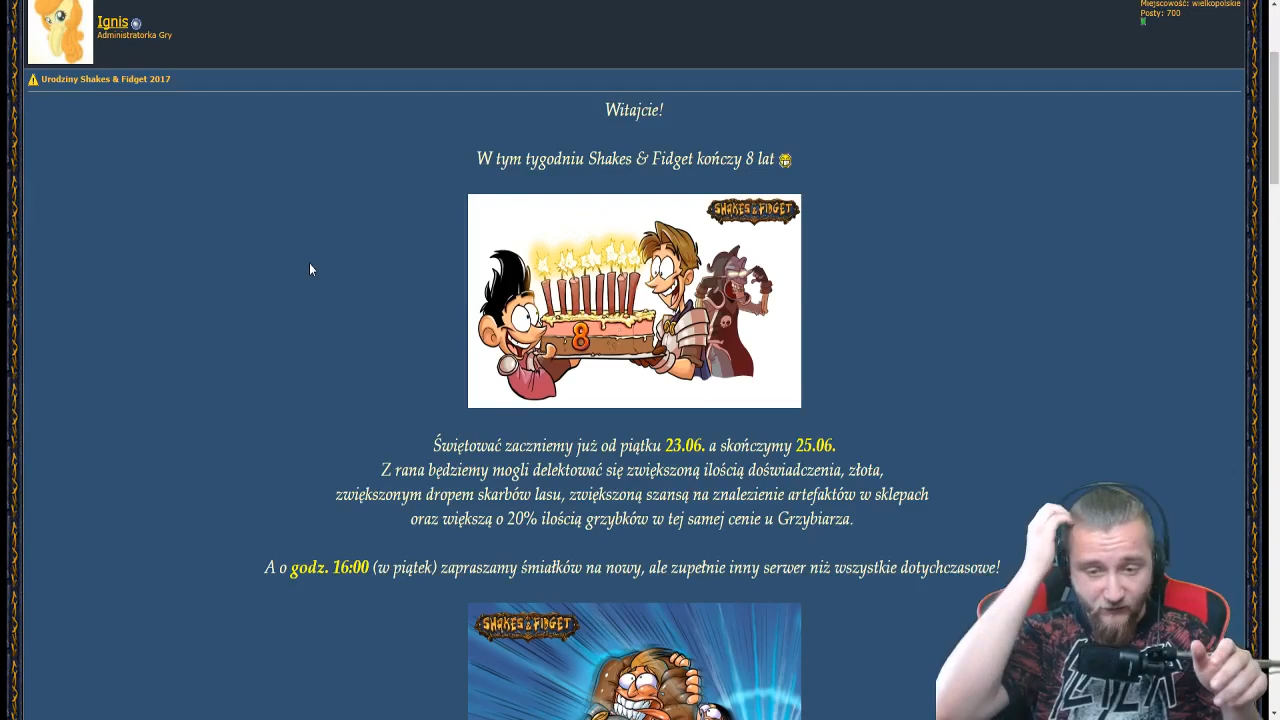 Ignis
Administratorka Gry
Miejscowość: wielkopolskie
Posty: 700
Urodziny Shakes & Fidget 2017
Witajcie!
W tym tygodniu Shakes & Fidget kończy 8 lat
SHAKES & FIDGET
8
Świętować zaczniemy już od piątku 23.06. a skończymy 25.06.
Z rana będziemy mogli delektować się zwiększoną ilością doświadczenia, złota,
zwiększonym dropem skarbów lasu, zwiększoną szansą na znalezienie artefaktów w sklepach
oraz większą o 20% ilością grzybków w tej samej cenie u Grzybiarza.
A o godz. 16:00 (w piątek) zapraszamy śmiałków na nowy, ale zupełnie inny serwer niż wszystkie dotychczasowe!
SHAKES & FIDGET